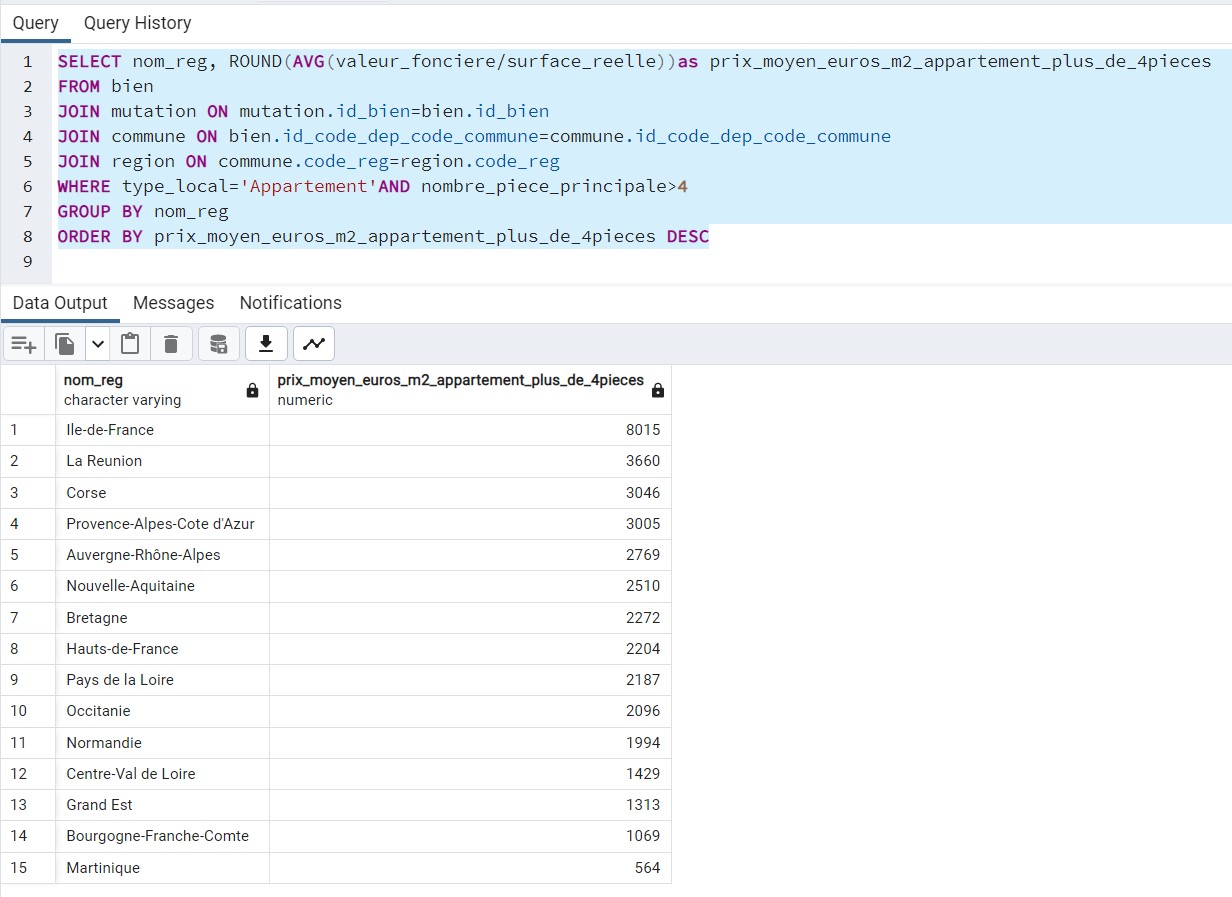 Query Query History
1 SELECT nom_reg, ROUND(AVG(valeur_fonciere/surface_reelle))as prix_moyen_euros_m2_appartement_plus_de_4pieces
2 FROM bien
3 JOIN mutation ON mutation.id_bien=bien.id_bien
4 JOIN commune ON bien.id_code_dep_code_commune=commune.id_code_dep_code_commune
5 JOIN region ON commune.code_reg=region.code_reg
6 WHERE type_local='Appartement'AND nombre_piece_principale>4
7 GROUP BY nom_reg
8 ORDER BY prix_moyen_euros_m2_appartement_plus_de_4pieces DESC
9
Data Output Messages Notifications
nom_reg prix_moyen_euros_m2_appartement_plus_de_4pieces
character varying numeric
1 Ile-de-France 8015
2 La Reunion 3660
3 Corse 3046
4 Provence-Alpes-Cote d'Azur 3005
5 Auvergne-Rhône-Alpes 2769
6 Nouvelle-Aquitaine 2510
7 Bretagne 2272
8 Hauts-de-France 2204
9 Pays de la Loire 2187
10 Occitanie 2096
11 Normandie 1994
12 Centre-Val de Loire 1429
13 Grand Est 1313
14 Bourgogne-Franche-Comte 1069
15 Martinique 564